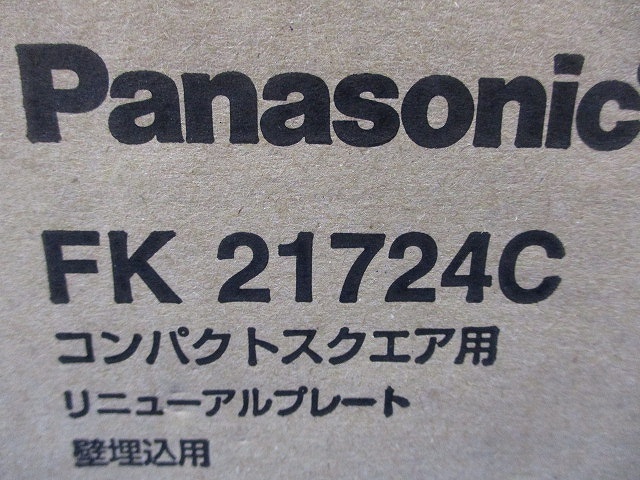 Panasonic
FK 21724C
コンパクトスクエア用
リニューアルプレート
壁埋込用